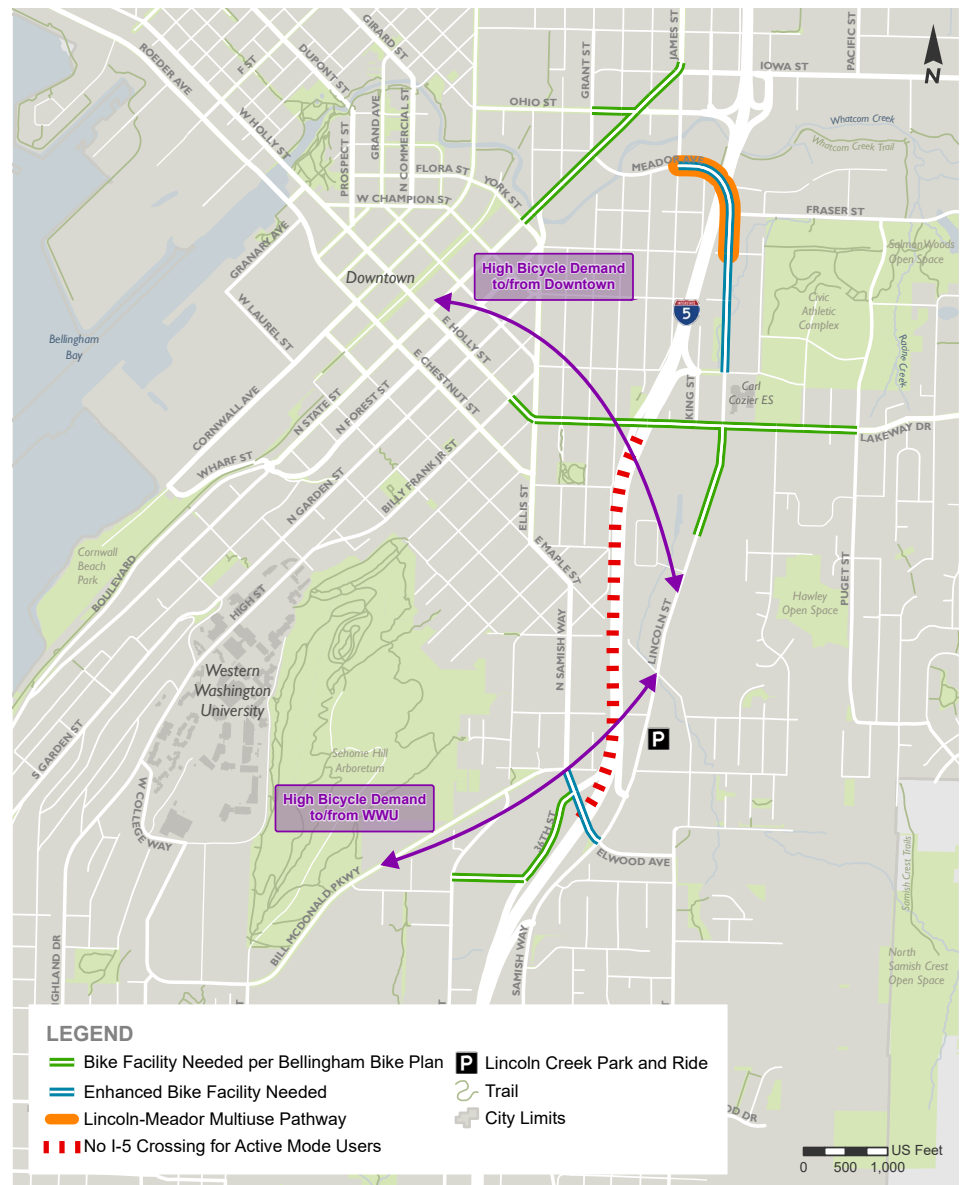 GIRARD ST
JAMES ST
PACIFIC ST
ROEDER AVE
F ST
DUPONT ST
GRANT ST
N
IOWA ST
OHIO ST
W HOLLY ST
PROSPECT ST
GRAND AVE
N COMMERCIAL ST
Whatcom Creek
Whatcom Creek Trail
MEADOR AVE
FLORA ST
YORK ST
W CHAMPION ST
FRASER ST
GRANARY AVE
Salmon Woods
Open Space
High Bicycle Demand
to/from Downtown
Downtown
Civic
Athletic
Complex
W LAUREL ST
E HOLLY ST
5
Bellingham
Bay
Racine Creek
E CHESTNUT ST
KING ST
Carl
Cozier ES
CORNWALL AVE
N STATE ST
N FOREST ST
LAKEWAY DR
WHARF ST
BILLY FRANK JR ST
N GARDEN ST
ELLIS ST
Cornwall
Beach
Park
BOULEVARD
E MAPLE ST
PUGET ST
HIGH ST
Hawley
Open Space
LINCOLN ST
N SAMISH WAY
Western
Washington
University
S GARDEN ST
P
Sehome Hill
Arboretum
High Bicycle Demand
to/from WWU
W COLLEGE WAY
36TH ST
ELWOOD AVE
BILL MCDONALD PKWY
Samish Crest Trails
SAMISH WAY
North
Samish Crest
Open Space
IGHLAND DR
T
T
LEGEND
Bike Facility Needed per Bellingham Bike Plan
P Lincoln Creek Park and Ride
Enhanced Bike Facility Needed
Trail
Lincoln-Meador Multiuse Pathway
City Limits
No I-5 Crossing for Active Mode Users
OD DR
US Feet
0 500 1,000